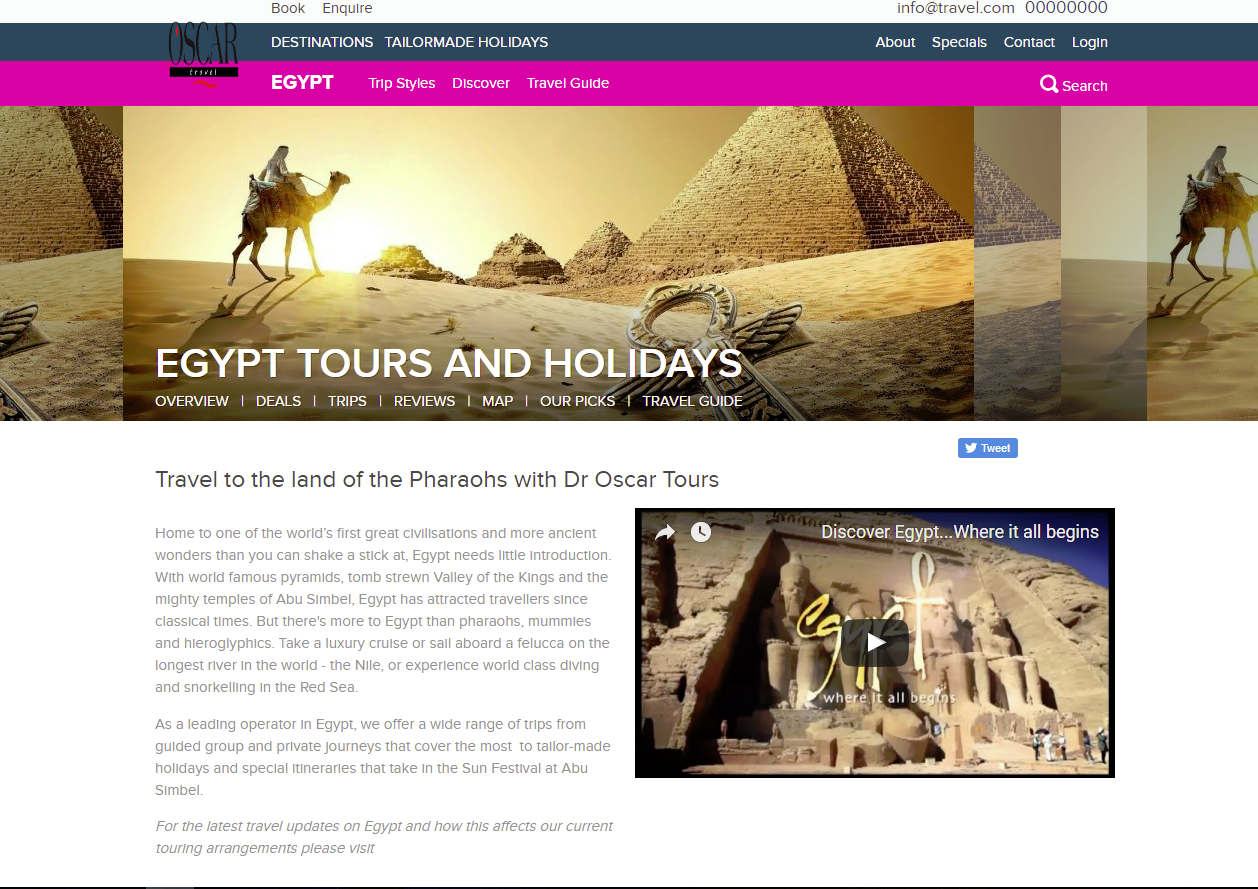 Book Enquire info@travel.com 00000000
OSCAR
travel
DESTINATIONS TAILORMADE HOLIDAYS About Specials Contact Login
EGYPT Trip Styles Discover Travel Guide Search
EGYPT TOURS AND HOLIDAYS
OVERVIEW | DEALS | TRIPS | REVIEWS | MAP | OUR PICKS | TRAVEL GUIDE
Tweet
Travel to the land of the Pharaohs with Dr Oscar Tours
Home to one of the world's first great civilisations and more ancient
wonders than you can shake a stick at, Egypt needs little introduction.
With world famous pyramids, tomb strewn Valley of the Kings and the
mighty temples of Abu Simbel, Egypt has attracted travellers since
classical times. But there's more to Egypt than pharaohs, mummies
and hieroglyphics. Take a luxury cruise or sail aboard a felucca on the
longest river in the world - the Nile, or experience world class diving
and snorkelling in the Red Sea.
As a leading operator in Egypt, we offer a wide range of trips from
guided group and private journeys that cover the most  to tailor-made
holidays and special itineraries that take in the Sun Festival at Abu
Simbel.
For the latest travel updates on Egypt and how this affects our current
touring arrangements please visit
Discover Egypt...Where it all begins
egypt
where it all begins